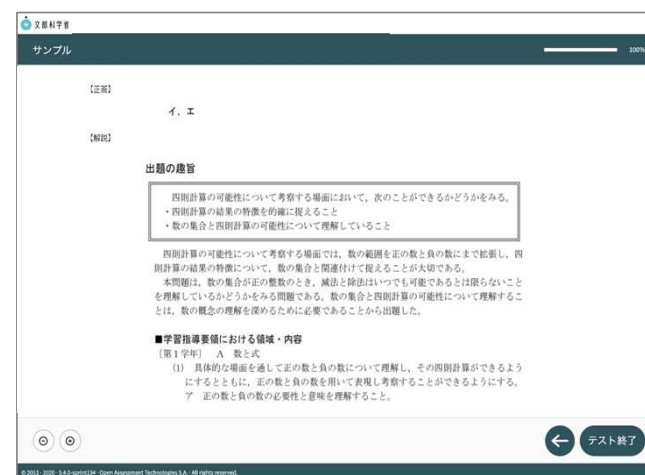 文部科学省
サンプル
100%
【正答】
イ，エ
【解説】
出題の趣旨
四則計算の可能性について考察する場面において，次のことができるかどうかをみる。
・四則計算の結果の特徴を的確に捉えること
・数の集合と四則計算の可能性について理解していること
四則計算の可能性について考察する場面では，数の範囲を正の数と負の数にまで拡張し，四
則計算の結果の特徴について，数の集合と関連付けて捉えることが大切である。
本問題は，数の集合が正の整数のとき，減法と除法はいつでも可能であるとは限らないこと
を理解しているかどうかをみる問題である。数の集合と四則計算の可能性について理解するこ
とは，数の概念の理解を深めるために必要であることから出題した。
■学習指導要領における領域・内容
〔第１学年〕 Ａ 数と式
(1) 具体的な場面を通して正の数と負の数について理解し，その四則計算ができるよう
にするとともに，正の数と負の数を用いて表現し考察することができるようにする。
ア 正の数と負の数の必要性と意味を理解すること。
テスト終了
© 2013 - 2020 · 3.4.0-sprint134 · Open Assessment Technologies S.A. · All rights reserved.